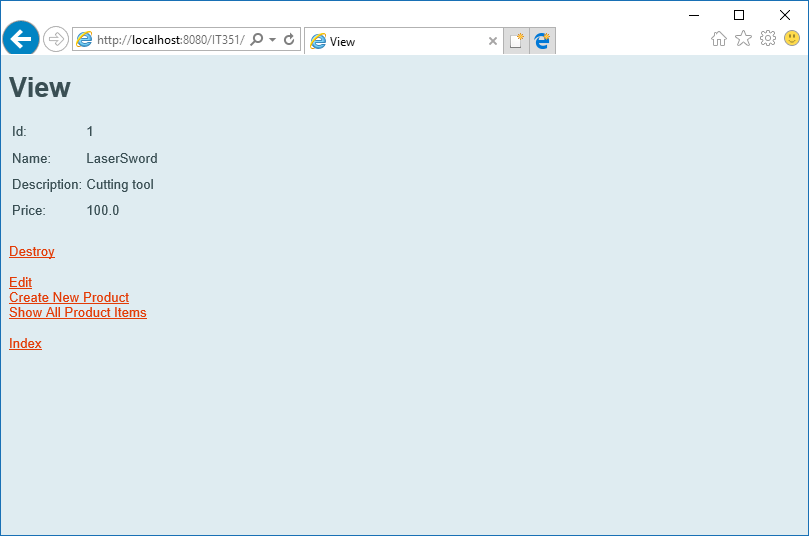 http://localhost:8080/IT351/
View
View
Id: 1
Name: LaserSword
Description: Cutting tool
Price: 100.0
Destroy
Edit
Create New Product
Show All Product Items
Index